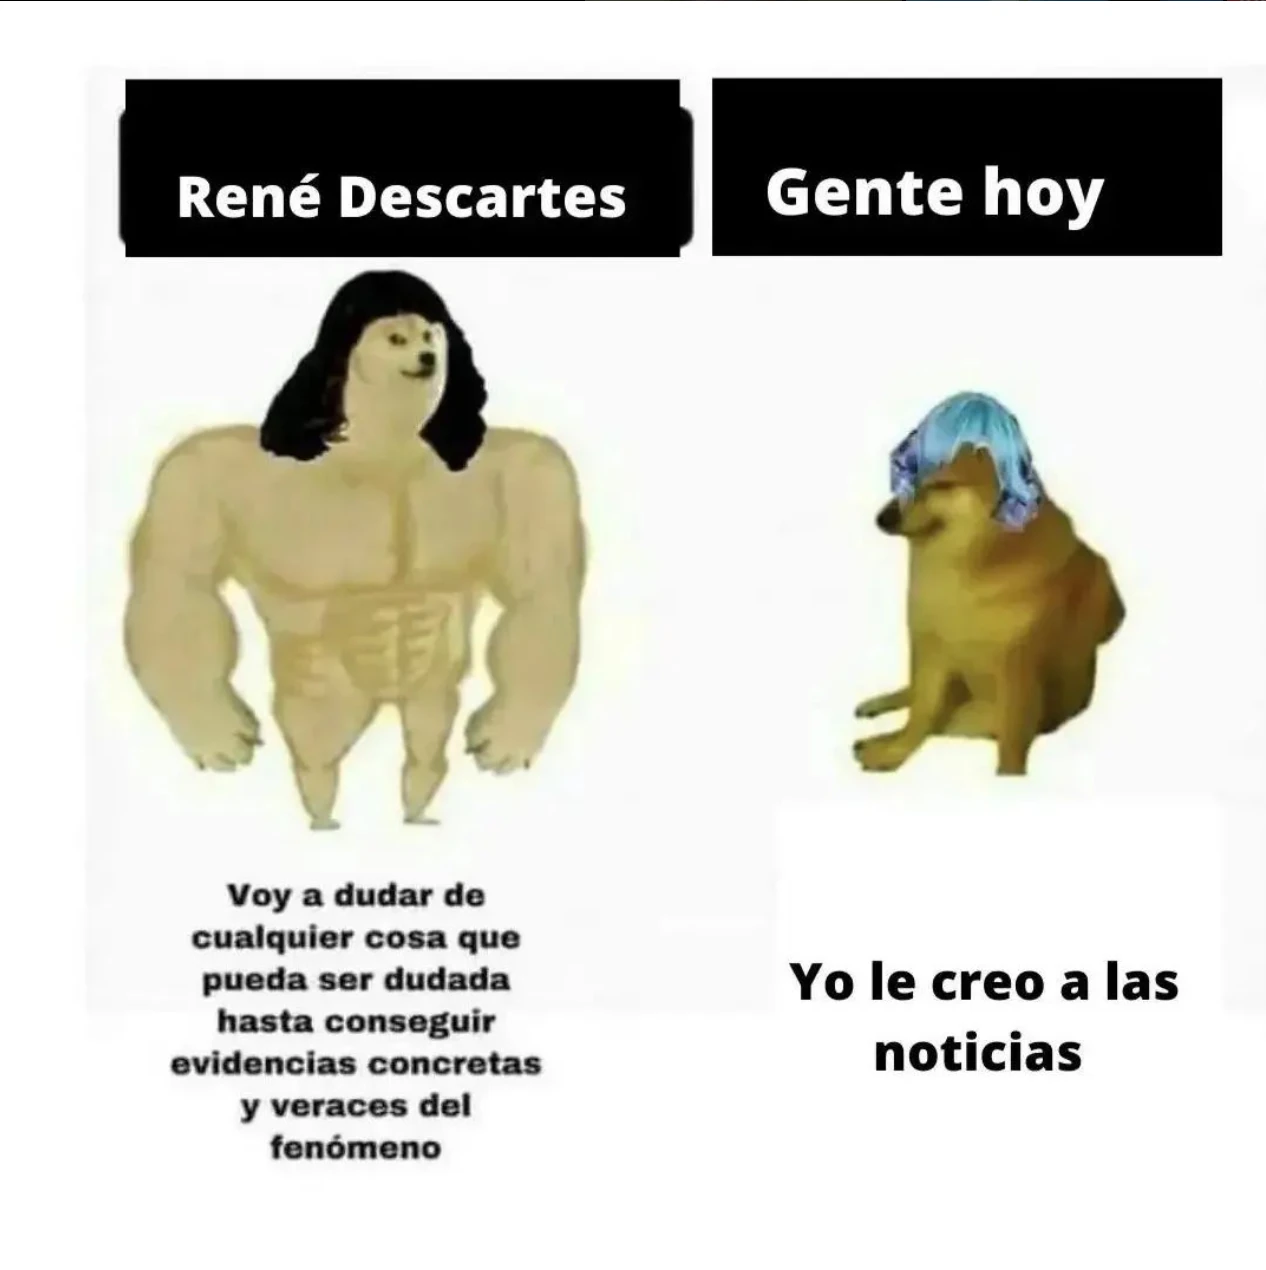 René Descartes
Gente hoy
Voy a dudar de
cualquier cosa que
pueda ser dudada
hasta conseguir
evidencias concretas
y veraces del
fenómeno
Yo le creo a las
noticias